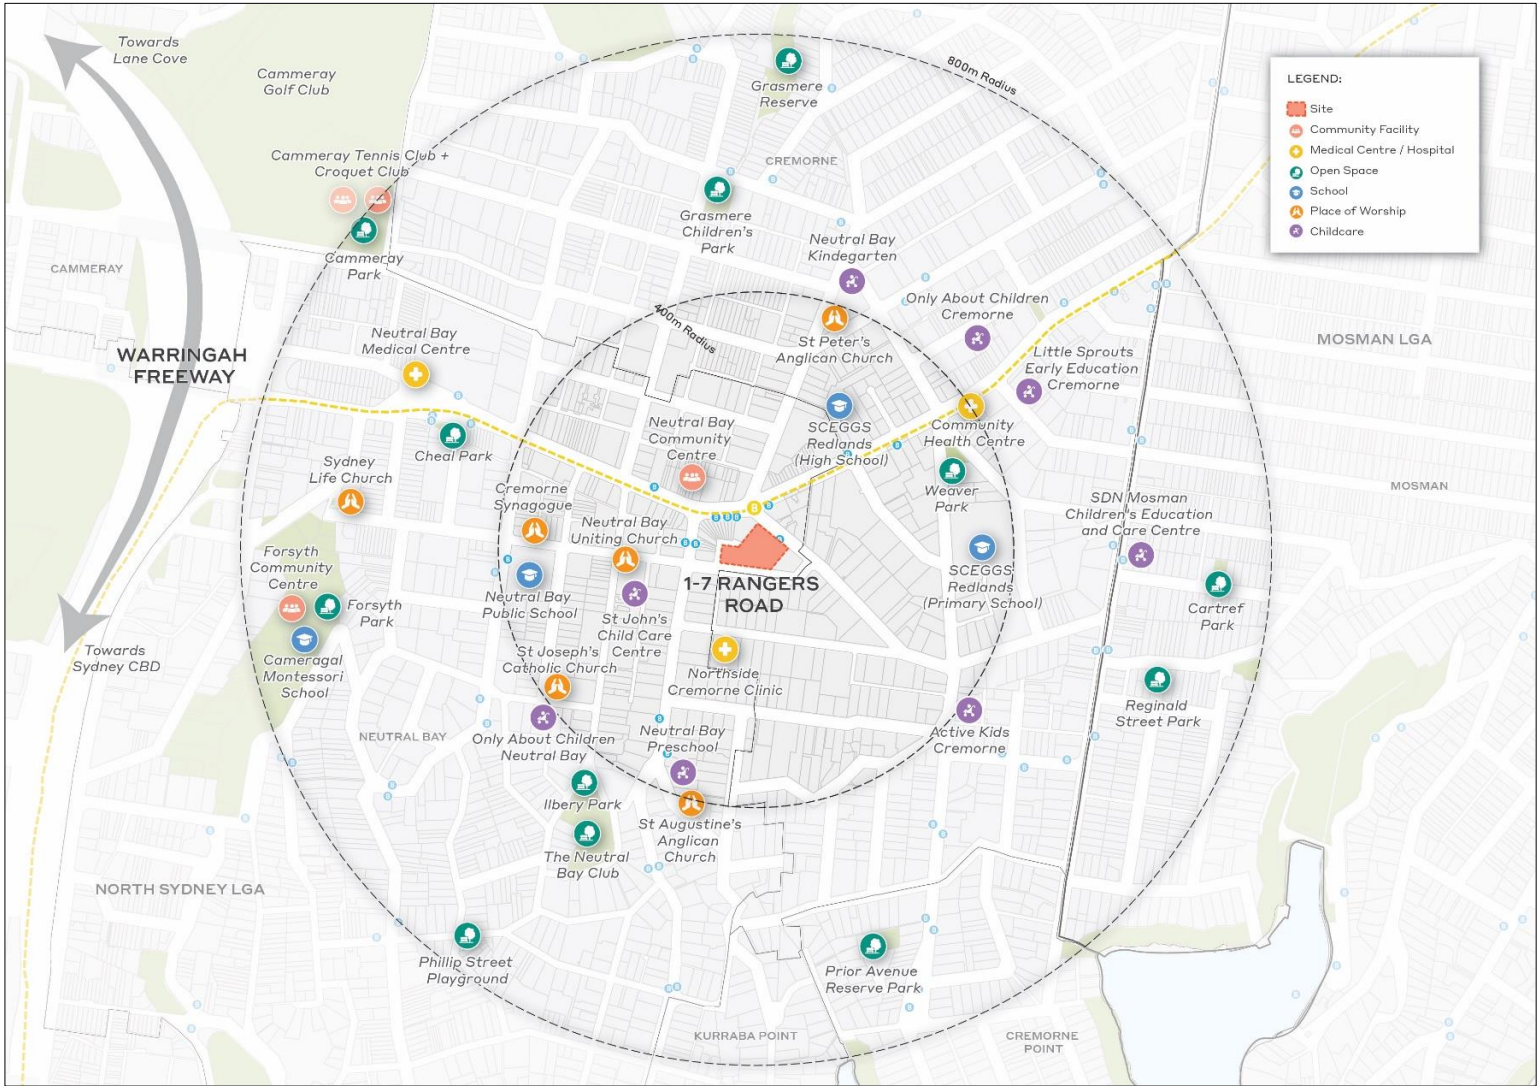 Towards
Lane Cove
Cammeray
Golf Club
Grasmere
Reserve
800m Radius
LEGEND:
Site
Community Facility
Medical Centre / Hospital
Open Space
School
Place of Worship
Childcare
Cammeray Tennis Club +
Croquet Club
CREMORNE
Grasmere
Children's
Park
Neutral Bay
Kindegarten
CAMMERAY
Cammeray
Park
Only About Children
Cremorne
400m Radius
Neutral Bay
Medical Centre
St Peter's
Anglican Church
MOSMAN LGA
WARRINGAH
FREEWAY
Little Sprouts
Early Education
Cremorne
Neutral Bay
Community
Centre
SCEGGS
Redlands
(High School)
Community
Health Centre
Cheal Park
Sydney
Life Church
Cremorne
Synagogue
Weaver
Park
MOSMAN
SDN Mosman
Children's Education
and Care Centre
B
Neutral Bay
Uniting Church
Forsyth
Community
Centre
Forsyth
Park
Neutral Bay
Public School
1-7 RANGERS
ROAD
SCEGGS
Redlands
(Primary School)
Cartref
Park
St John's
Child Care
Centre
Towards
Sydney CBD
Cameragal
Montessori
School
St Joseph's
Catholic Church
Northside
Cremorne Clinic
Reginald
Street Park
NEUTRAL BAY
Only About Children
Neutral Bay
Neutral Bay
Preschool
Active Kids
Cremorne
Ilbery Park
St Augustine's
Anglican
Church
The Neutral
Bay Club
NORTH SYDNEY LGA
Phillip Street
Playground
Prior Avenue
Reserve Park
KURRABA POINT
CREMORNE
POINT